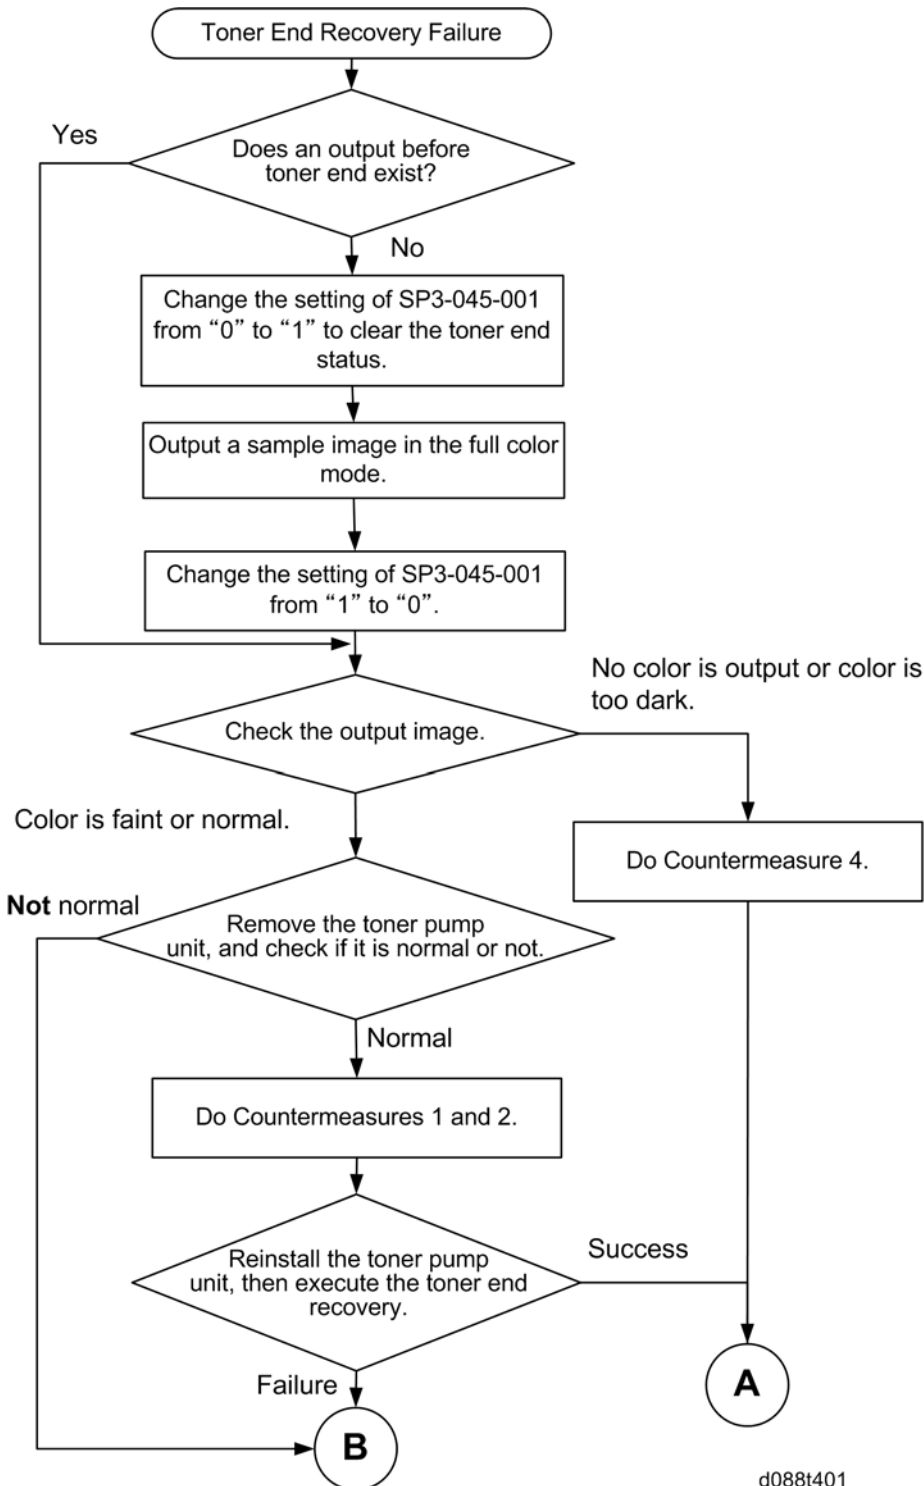 Toner End Recovery Failure
Yes
Does an output before
toner end exist?
No
Change the setting of SP3-045-001
from “0” to “1” to clear the toner end
status.
Output a sample image in the full color
mode.
Change the setting of SP3-045-001
from “1” to “0”.
No color is output or color is
too dark.
Check the output image.
Color is faint or normal.
Do Countermeasure 4.
Not normal
Remove the toner pump
unit, and check if it is normal or not.
Normal
Do Countermeasures 1 and 2.
Success
Reinstall the toner pump
unit, then execute the toner end
recovery.
Failure
A
B
d088t401